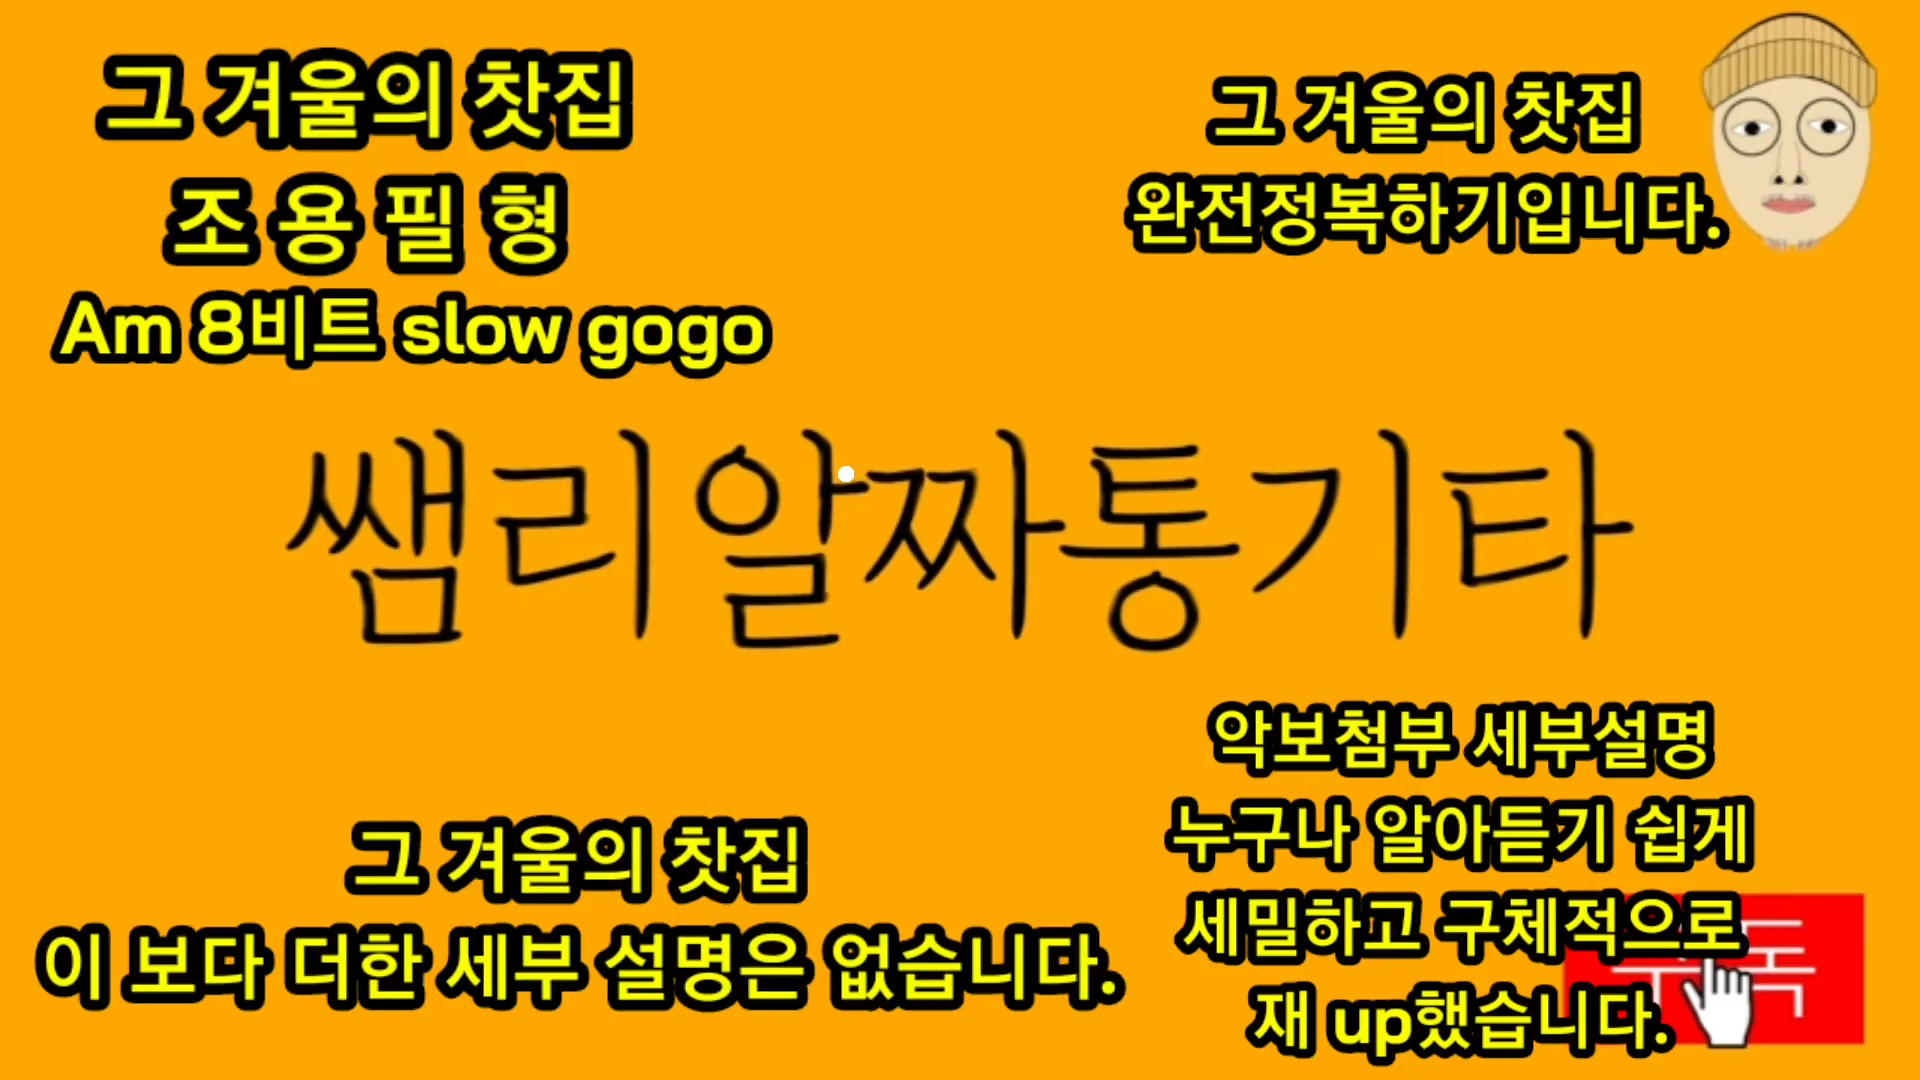 그 겨울의 찻집
조 용 필 형
Am 8비트 slow gogo
그 겨울의 찻집
완전정복하기입니다.
쌤리알짜통기타
그 겨울의 찻집
이 보다 더한 세부 설명은 없습니다.
악보첨부 세부설명
누구나 알아듣기 쉽게
세밀하고 구체적으로
재 up했습니다.